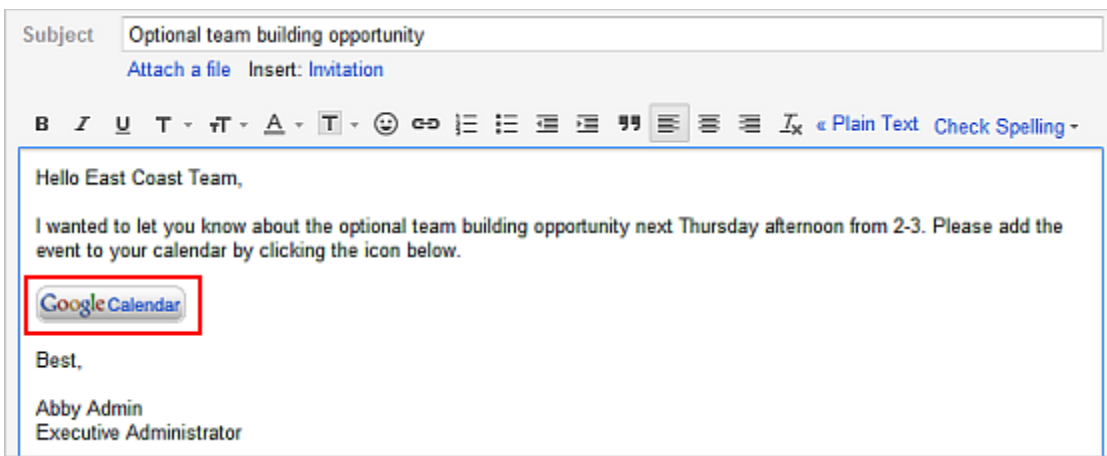 Subject Optional team building opportunity
Attach a file Insert: Invitation
B I U T - тT - A - T - Tx « Plain Text Check Spelling -
Hello East Coast Team,
I wanted to let you know about the optional team building opportunity next Thursday afternoon from 2-3. Please add the
event to your calendar by clicking the icon below.
Google Calendar
Best,
Abby Admin
Executive Administrator